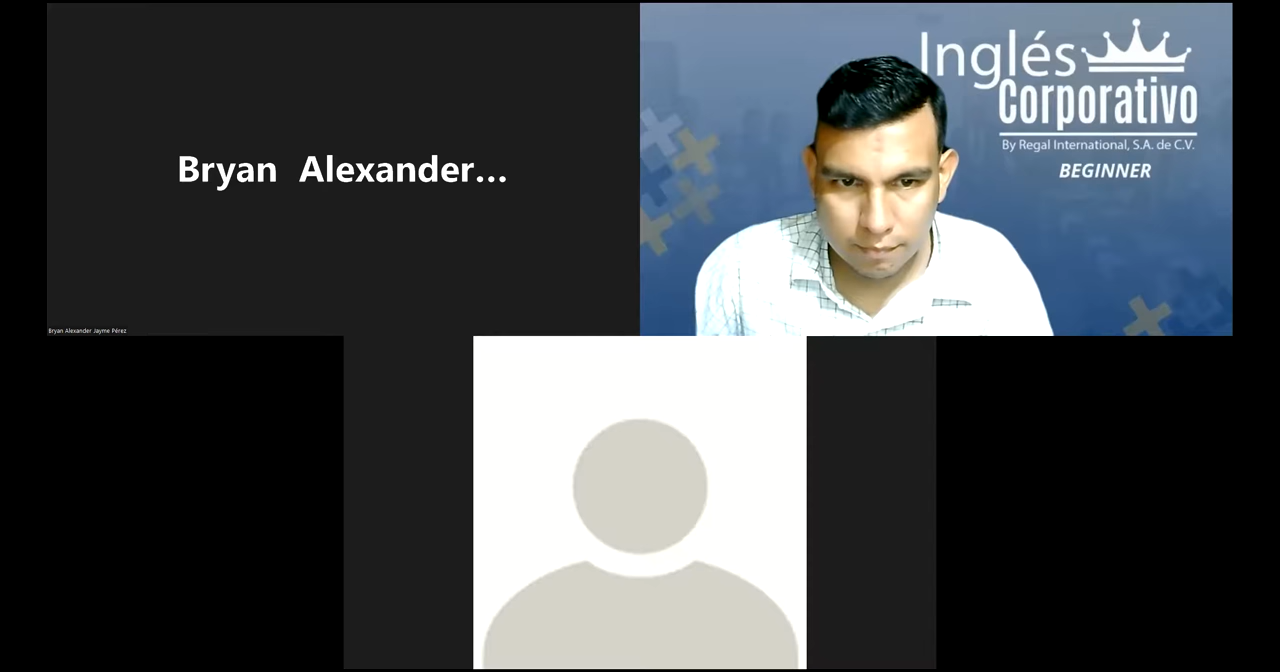 Bryan Alexander...
Bryan Alexander Jayme Pérez
Inglés
Corporativo
By Regal International, S.A. de C.V.
BEGINNER